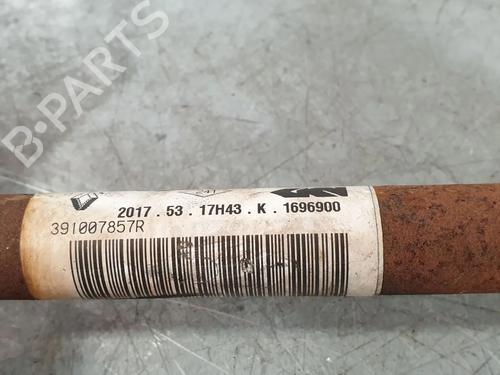 B-PARTS
2017 . 53 . 17H43 . K . 1696900
391007857R